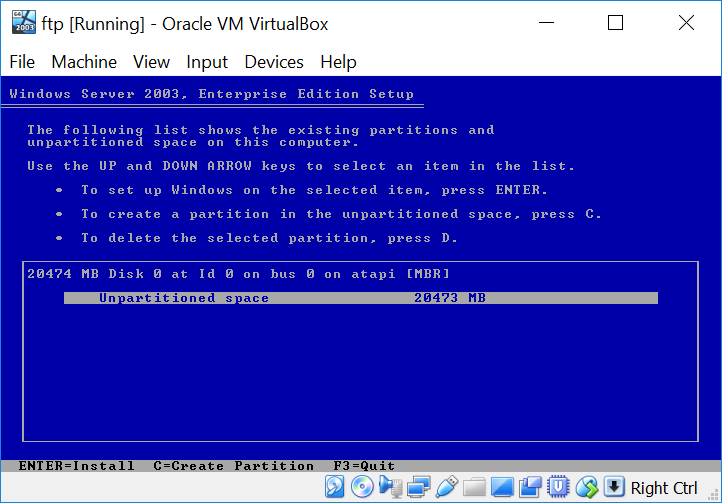 ftp [Running] - Oracle VM VirtualBox
File Machine View Input Devices Help
Windows Server 2003, Enterprise Edition Setup
The following list shows the existing partitions and
unpartitioned space on this computer.
Use the UP and DOWN ARROW keys to select an item in the list.
• To set up Windows on the selected item, press ENTER.
• To create a partition in the unpartitioned space, press C.
• To delete the selected partition, press D.
20474 MB Disk 0 at Id 0 on bus 0 on atapi [MBR]
Unpartitioned space 20473 MB
ENTER=Install C=Create Partition F3=Quit
Right Ctrl